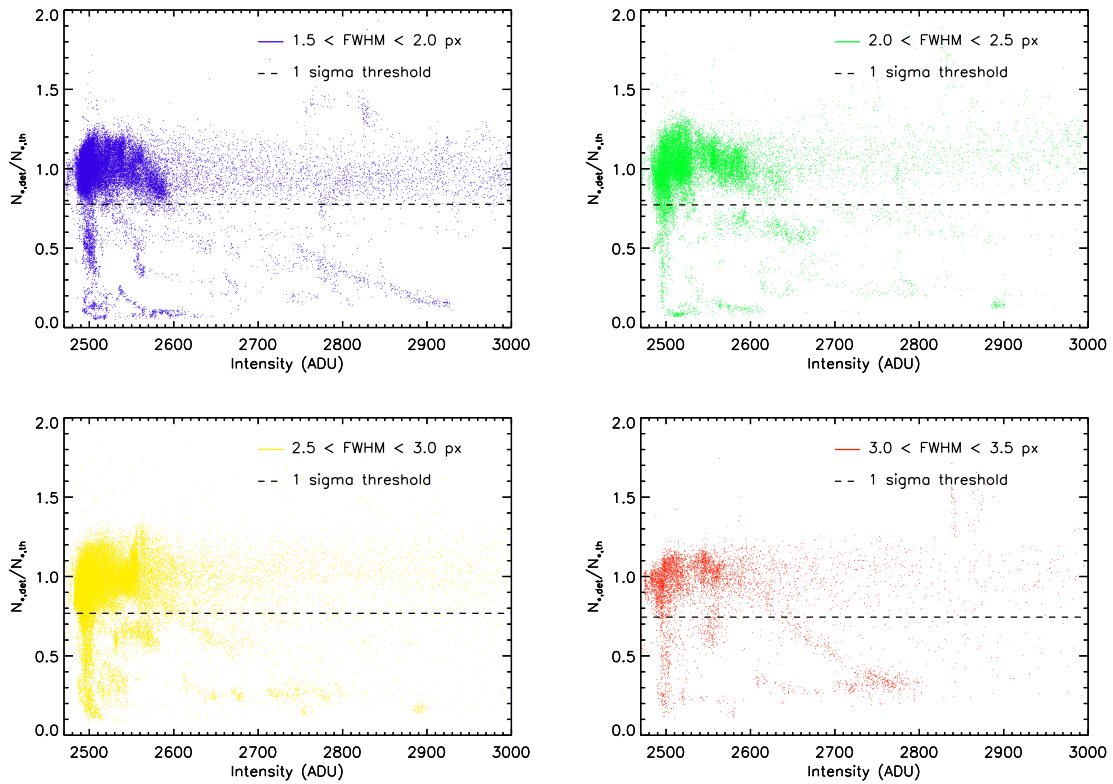 1.5 < FWHM < 2.0 px
1 sigma threshold
2.0
1.5
1.0
0.5
0.0
N*,det/N*,th
2500 2600 2700 2800 2900 3000
Intensity (ADU)
2.0 < FWHM < 2.5 px
1 sigma threshold
2.0
1.5
1.0
0.5
0.0
N*,det/N*,th
2500 2600 2700 2800 2900 3000
Intensity (ADU)
2.5 < FWHM < 3.0 px
1 sigma threshold
2.0
1.5
1.0
0.5
0.0
N*,det/N*,th
2500 2600 2700 2800 2900 3000
Intensity (ADU)
3.0 < FWHM < 3.5 px
1 sigma threshold
2.0
1.5
1.0
0.5
0.0
N*,det/N*,th
2500 2600 2700 2800 2900 3000
Intensity (ADU)